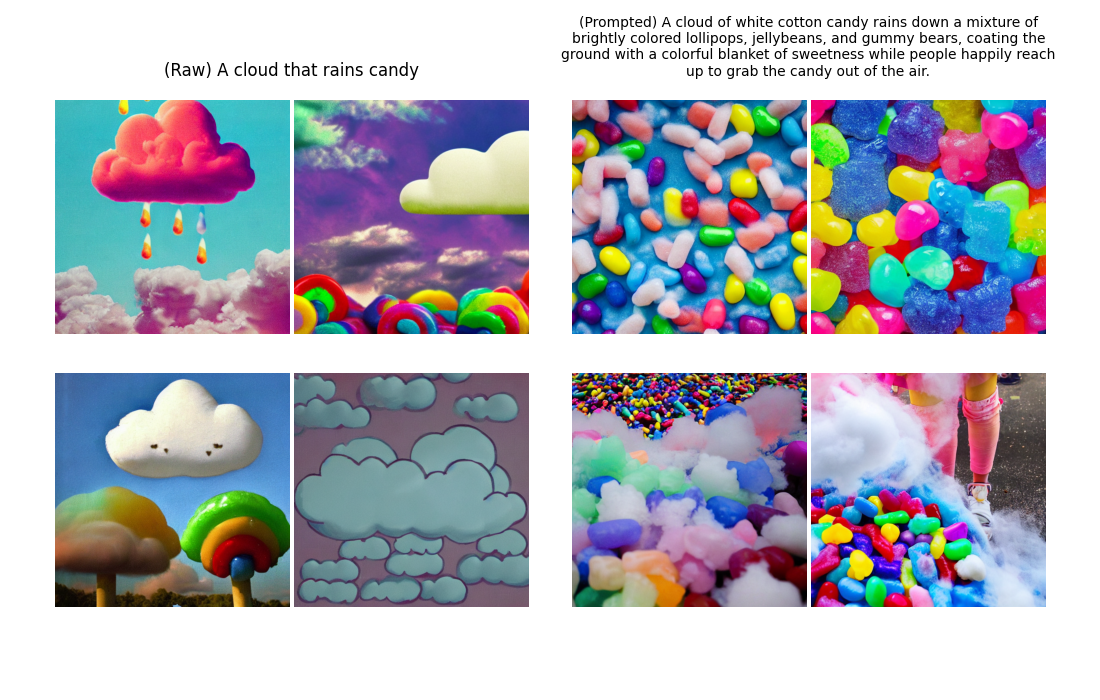 (Raw) A cloud that rains candy
(Prompted) A cloud of white cotton candy rains down a mixture of
brightly colored lollipops, jellybeans, and gummy bears, coating the
ground with a colorful blanket of sweetness while people happily reach
up to grab the candy out of the air.